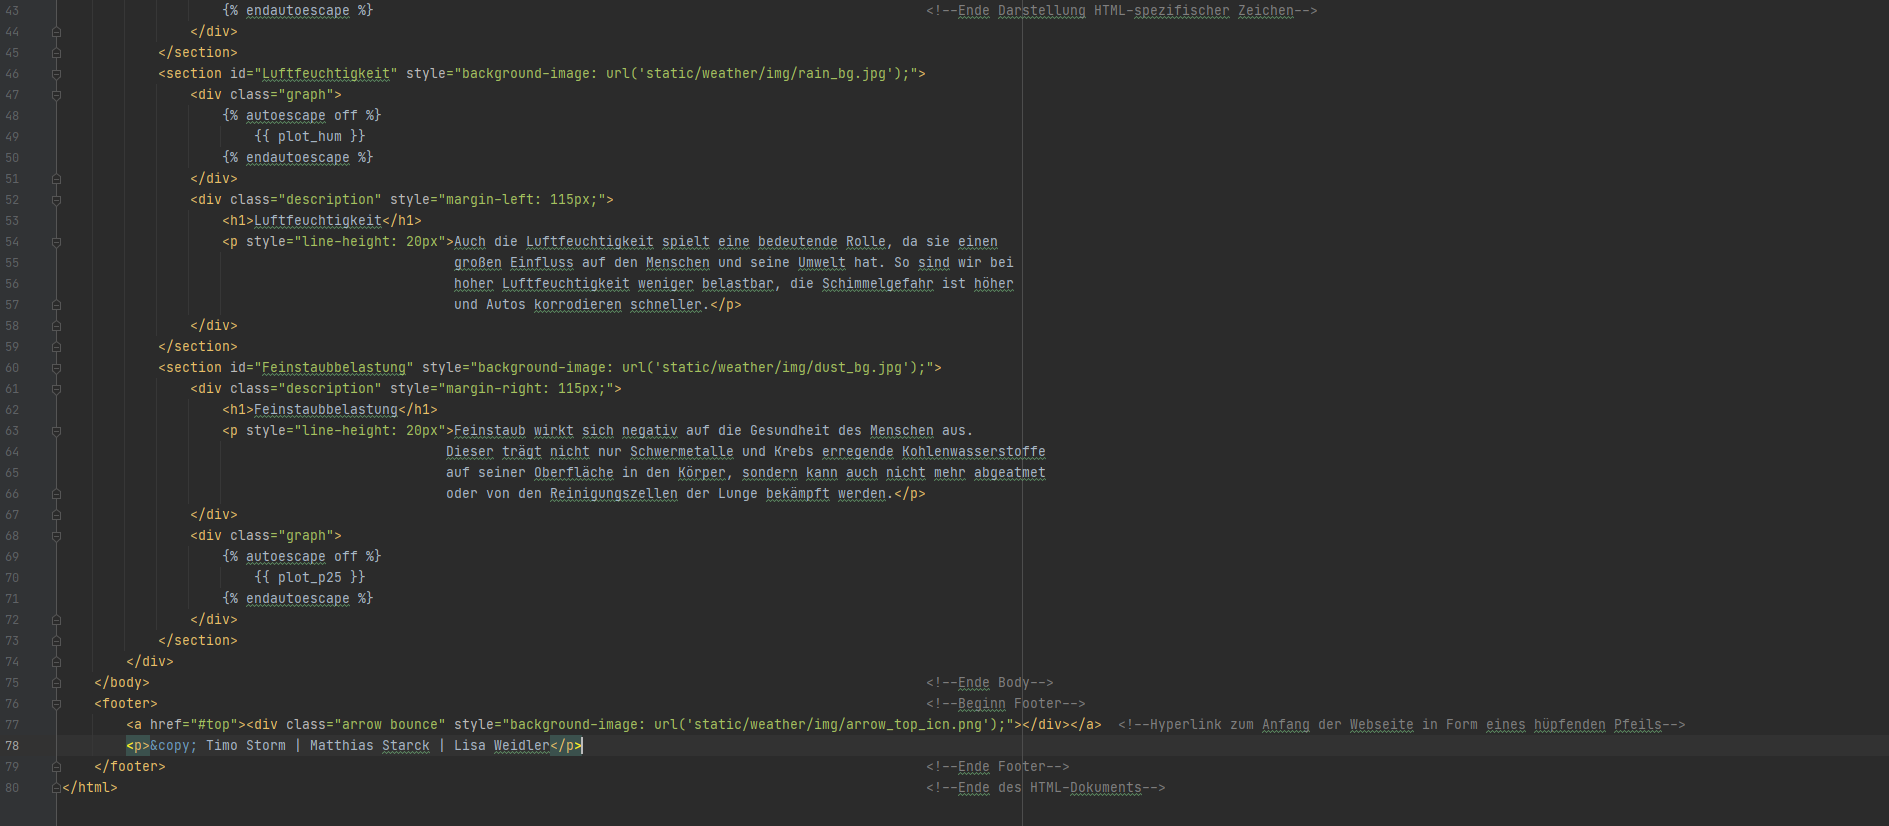 43 {% endautoescape %} <!--Ende Darstellung HTML-spezifischer Zeichen-->
44 </div>
45 </section>
46 <section id="Luftfeuchtigkeit" style="background-image: url('static/weather/img/rain_bg.jpg');">
47 <div class="graph">
48 {% autoescape off %}
49 {{ plot_hum }}
50 {% endautoescape %}
51 </div>
52 <div class="description" style="margin-left: 115px;">
53 <h1>Luftfeuchtigkeit</h1>
54 <p style="line-height: 20px">Auch die Luftfeuchtigkeit spielt eine bedeutende Rolle, da sie einen
55 großen Einfluss auf den Menschen und seine Umwelt hat. So sind wir bei
56 hoher Luftfeuchtigkeit weniger belastbar, die Schimmelgefahr ist höher
57 und Autos korrodieren schneller.</p>
58 </div>
59 </section>
60 <section id="Feinstaubbelastung" style="background-image: url('static/weather/img/dust_bg.jpg');">
61 <div class="description" style="margin-right: 115px;">
62 <h1>Feinstaubbelastung</h1>
63 <p style="line-height: 20px">Feinstaub wirkt sich negativ auf die Gesundheit des Menschen aus.
64 Dieser trägt nicht nur Schwermetalle und Krebs erregende Kohlenwasserstoffe
65 auf seiner Oberfläche in den Körper, sondern kann auch nicht mehr abgeatmet
66 oder von den Reinigungszellen der Lunge bekämpft werden.</p>
67 </div>
68 <div class="graph">
69 {% autoescape off %}
70 {{ plot_p25 }}
71 {% endautoescape %}
72 </div>
73 </section>
74 </div>
75 </body> <!--Ende Body-->
76 <footer> <!--Beginn Footer-->
77 <a href="#top"><div class="arrow bounce" style="background-image: url('static/weather/img/arrow_top_icn.png');"></div></a> <!--Hyperlink zum Anfang der Webseite in Form eines hüpfenden Pfeils-->
78 <p>&copy; Timo Storm | Matthias Starck | Lisa Weidler</p>
79 </footer> <!--Ende Footer-->
80 </html> <!--Ende des HTML-Dokuments-->